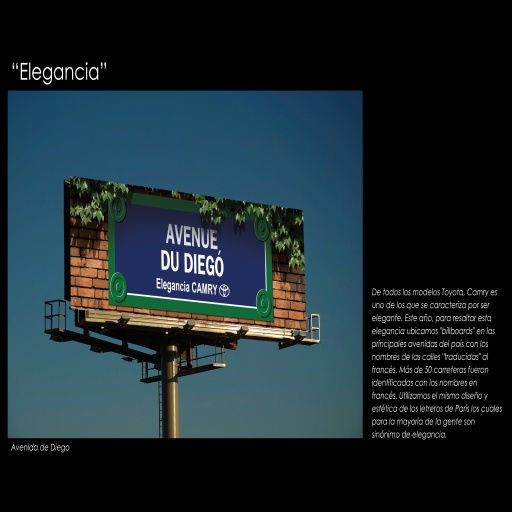 “Elegancia”
AVENUE
DU DIEGÓ
Elegancia CAMRY
De todos los modelos Toyota, Camry es
uno de los que se caracteriza por ser
elegante. Este año, para resaltar esta
elegancia ubicamos "billboards" en las
principales avenidas del país con los
nombres de las calles "traducidas" al
francés. Más de 50 carreteras fueron
identificadas con los nombres en
francés. Utilizamos el mismo diseño y
estética de los letreros de París los cuales
para la mayoría de la gente son
sinónimo de elegancia.
Avenida de Diego